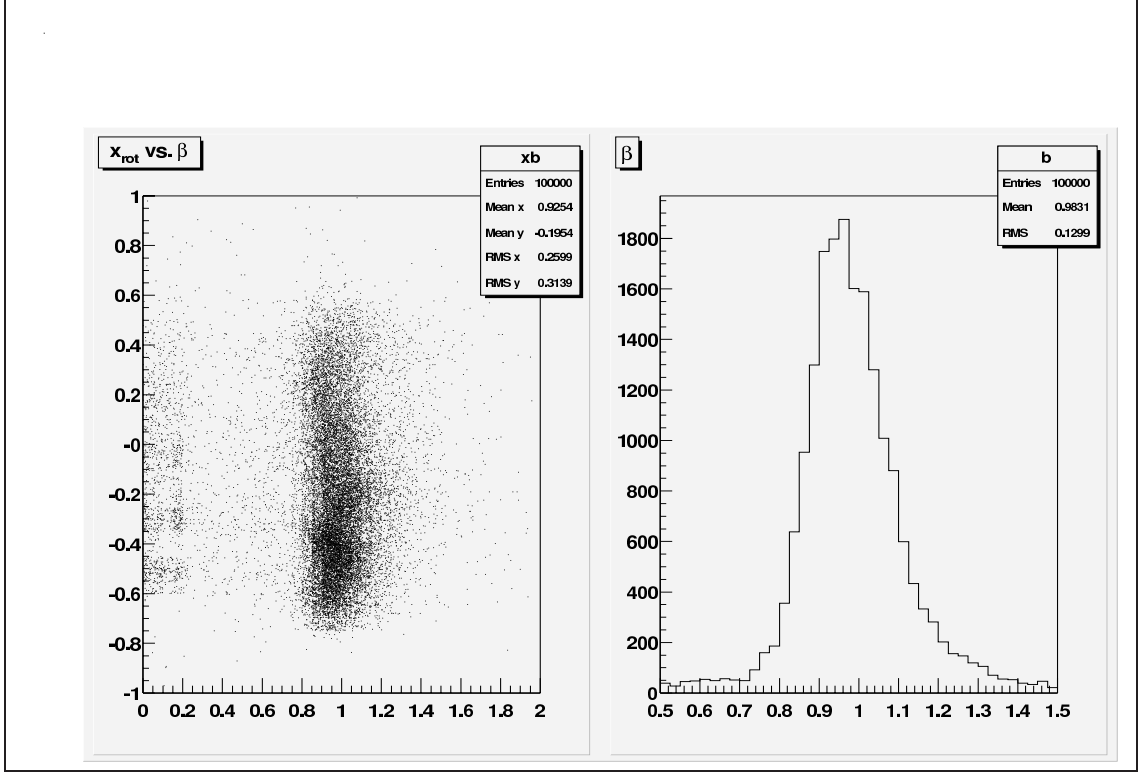 x_rot vs. β
xb
Entries 100000
Mean x 0.9254
Mean y -0.1954
RMS x 0.2599
RMS y 0.3139
1
0.8
0.6
0.4
0.2
-0
-0.2
-0.4
-0.6
-0.8
-1
0 0.2 0.4 0.6 0.8 1 1.2 1.4 1.6 1.8 2
β
b
Entries 100000
Mean 0.9831
RMS 0.1299
1800
1600
1400
1200
1000
800
600
400
200
0
0.5 0.6 0.7 0.8 0.9 1 1.1 1.2 1.3 1.4 1.5